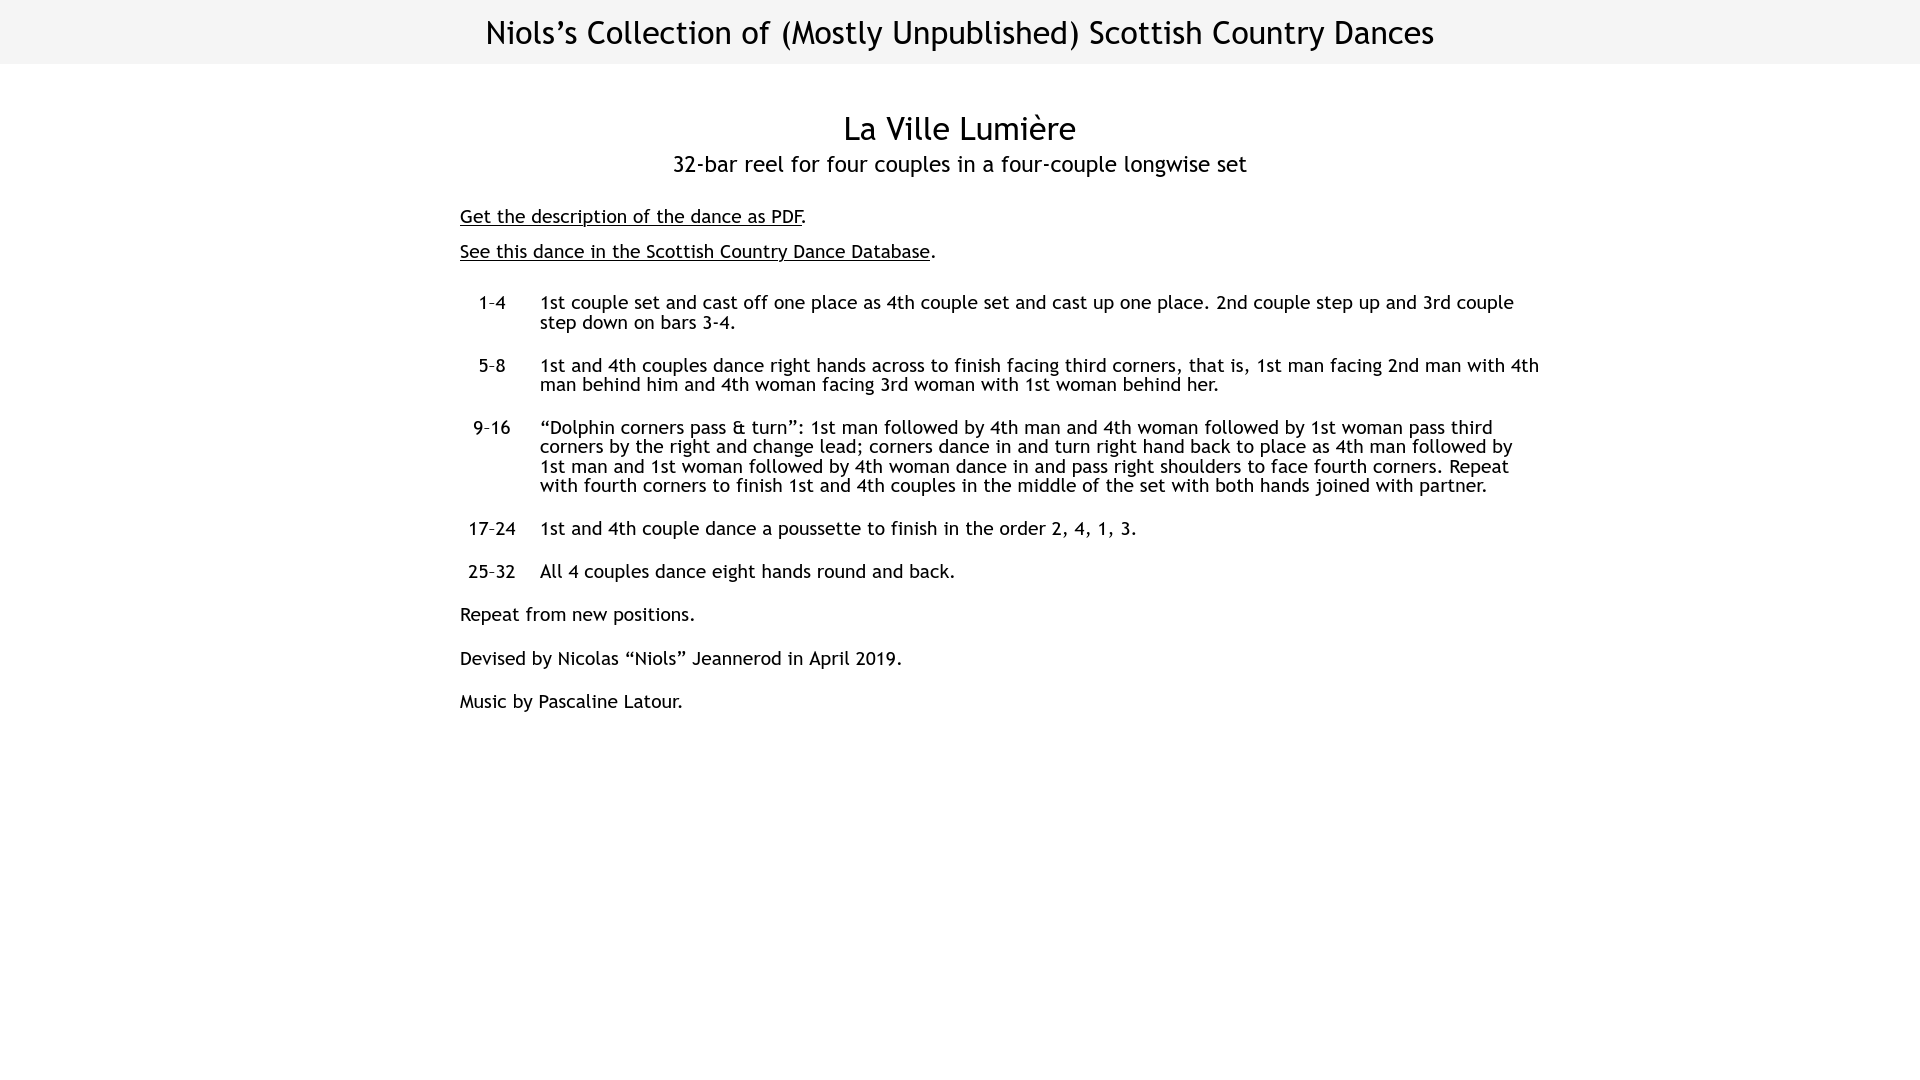 Niols’s Collection of (Mostly Unpublished) Scottish Country Dances
La Ville Lumière
32-bar reel for four couples in a four-couple longwise set
Get the description of the dance as PDF.
See this dance in the Scottish Country Dance Database.
1–4 1st couple set and cast off one place as 4th couple set and cast up one place. 2nd couple step up and 3rd couple
step down on bars 3-4.
5–8 1st and 4th couples dance right hands across to finish facing third corners, that is, 1st man facing 2nd man with 4th
man behind him and 4th woman facing 3rd woman with 1st woman behind her.
9–16 “Dolphin corners pass & turn”: 1st man followed by 4th man and 4th woman followed by 1st woman pass third
corners by the right and change lead; corners dance in and turn right hand back to place as 4th man followed by
1st man and 1st woman followed by 4th woman dance in and pass right shoulders to face fourth corners. Repeat
with fourth corners to finish 1st and 4th couples in the middle of the set with both hands joined with partner.
17–24 1st and 4th couple dance a poussette to finish in the order 2, 4, 1, 3.
25–32 All 4 couples dance eight hands round and back.
Repeat from new positions.
Devised by Nicolas “Niols” Jeannerod in April 2019.
Music by Pascaline Latour.